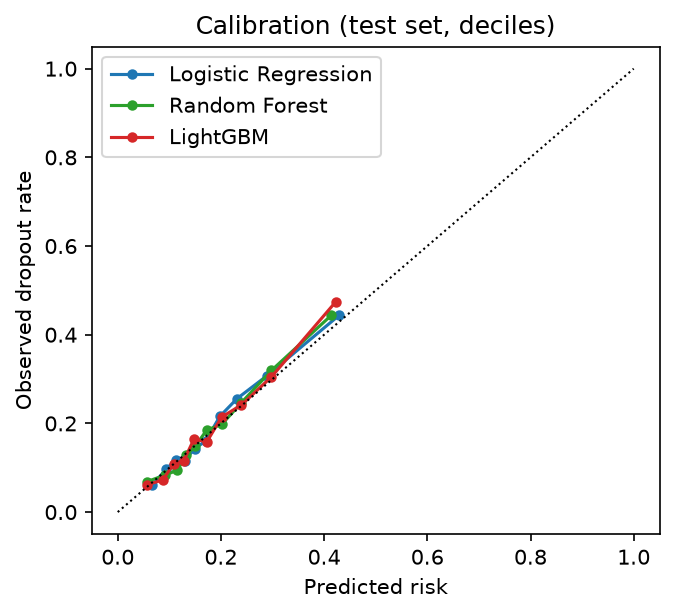 Calibration (test set, deciles)
Logistic Regression
Random Forest
LightGBM
Observed dropout rate
1.0
0.8
0.6
0.4
0.2
0.0
0.0 0.2 0.4 0.6 0.8 1.0
Predicted risk